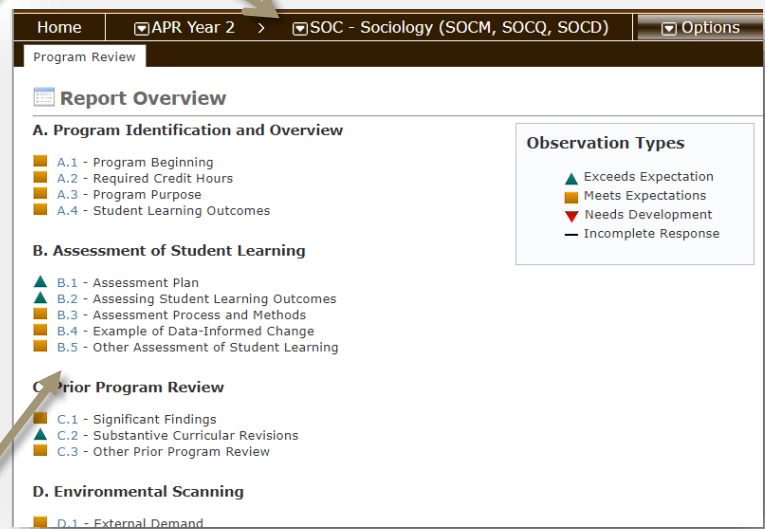 Home APR Year 2 > SOC - Sociology (SOCM, SOCQ, SOCD) Options
Program Review
Report Overview
A. Program Identification and Overview
A.1 - Program Beginning
A.2 - Required Credit Hours
A.3 - Program Purpose
A.4 - Student Learning Outcomes
Observation Types
Exceeds Expectation
Meets Expectations
Needs Development
Incomplete Response
B. Assessment of Student Learning
B.1 - Assessment Plan
B.2 - Assessing Student Learning Outcomes
B.3 - Assessment Process and Methods
B.4 - Example of Data-Informed Change
B.5 - Other Assessment of Student Learning
C. Prior Program Review
C.1 - Significant Findings
C.2 - Substantive Curricular Revisions
C.3 - Other Prior Program Review
D. Environmental Scanning
D.1 - External Demand